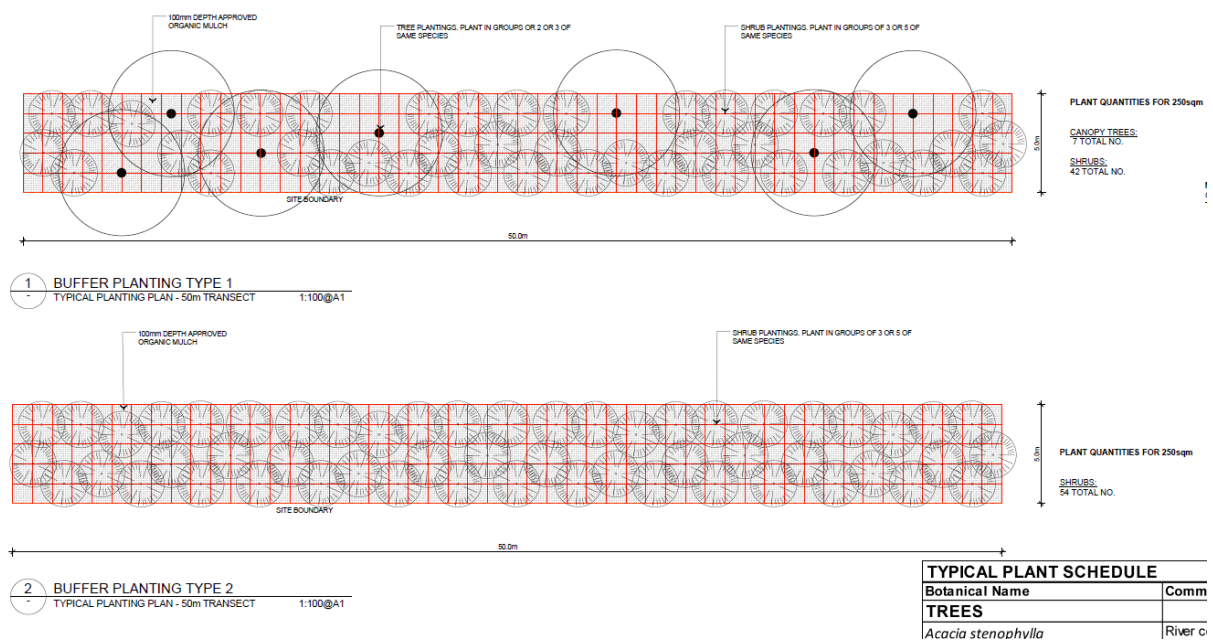 100mm DEPTH APPROVED
ORGANIC MULCH
TREE PLANTINGS. PLANT IN GROUPS OR 2 OR 3 OF
SAME SPECIES
SHRUB PLANTINGS. PLANT IN GROUPS OF 3 OR 5 OF
SAME SPECIES
PLANT QUANTITIES FOR 250sqm
CANOPY TREES:
7 TOTAL NO.
SHRUBS:
42 TOTAL NO.
5.0m
SITE BOUNDARY
50.0m
1 BUFFER PLANTING TYPE 1
- TYPICAL PLANTING PLAN - 50m TRANSECT 1:100@A1
100mm DEPTH APPROVED
ORGANIC MULCH
SHRUB PLANTINGS. PLANT IN GROUPS OF 3 OR 5 OF
SAME SPECIES
5.0m
PLANT QUANTITIES FOR 250sqm
SHRUBS:
54 TOTAL NO.
SITE BOUNDARY
50.0m
2 BUFFER PLANTING TYPE 2
- TYPICAL PLANTING PLAN - 50m TRANSECT 1:100@A1
TYPICAL PLANT SCHEDULE
Botanical Name Comm
TREES
Acacia stenophylla River c